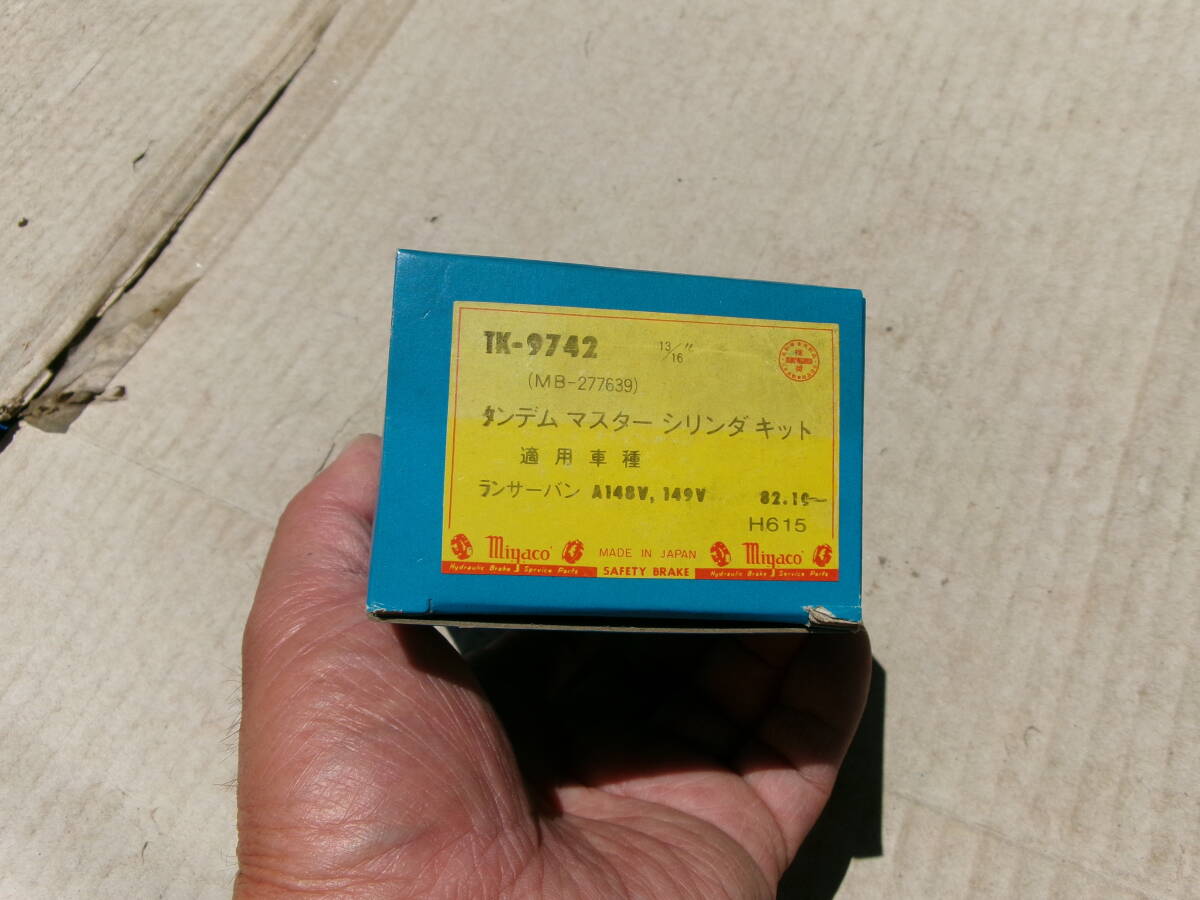 TK-9742 13/16"
(MB-277639)
タンデム マスター シリンダ キット
適用車種
ランサーバン A148V, 149V 82.10~
H615
Miyaco MADE IN JAPAN Miyaco
Hydraulic Brake Service Parts SAFETY BRAKE Hydraulic Brake Service Parts